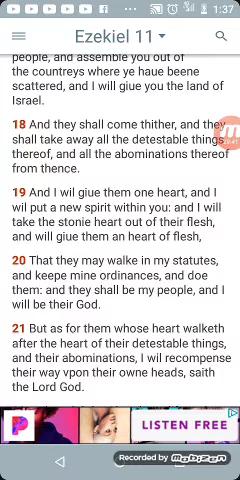 1:37
Ezekiel 11
people, and assemble you out of
the countreys where ye haue beene
scattered, and I will giue you the land of
Israel.
18 And they shall come thither, and they
shall take away all the detestable things
thereof, and all the abominations thereof
from thence.
19 And I wil giue them one heart, and I
wil put a new spirit within you: and I will
take the stonie heart out of their flesh,
and will giue them an heart of flesh,
20 That they may walke in my statutes,
and keepe mine ordinances, and doe
them: and they shall be my people, and I
will be their God.
21 But as for them whose heart walketh
after the heart of their detestable things,
and their abominations, I wil recompense
their way vpon their owne heads, saith
the Lord God.
LISTEN FREE
Recorded by
Mobizen